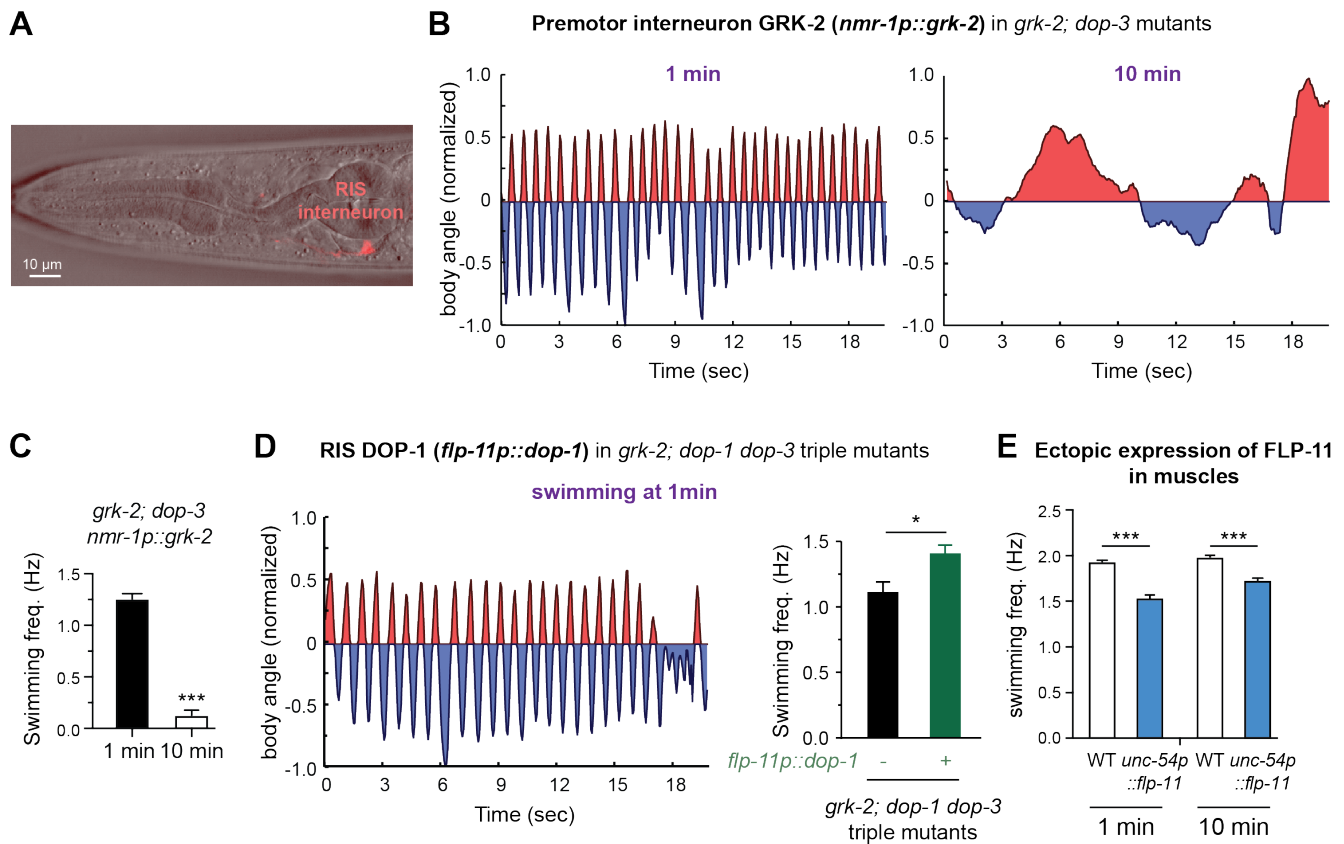 A
RIS
interneuron
10 µm
B
Premotor interneuron GRK-2 (nmr-1p::grk-2) in grk-2; dop-3 mutants
1 min
body angle (normalized)
1.0
0.5
0
-0.5
-1.0
0 3 6 9 12 15 18
Time (sec)
10 min
1.0
0.5
0
-0.5
-1.0
0 3 6 9 12 15 18
Time (sec)
C
grk-2; dop-3
nmr-1p::grk-2
Swimming freq. (Hz)
1.5
1.0
0.5
0.0
***
1 min 10 min
D
RIS DOP-1 (flp-11p::dop-1) in grk-2; dop-1 dop-3 triple mutants
swimming at 1min
body angle (normalized)
1.0
0.5
0
-0.5
-1.0
0 3 6 9 12 15 18
Time (sec)
Swimming freq. (Hz)
1.5
1.0
0.5
0.0
*
flp-11p::dop-1 - +
grk-2; dop-1 dop-3
triple mutants
E
Ectopic expression of FLP-11
in muscles
swimming freq. (Hz)
2.5
2.0
1.5
1.0
0.5
0.0
*** ***
WT unc-54p WT unc-54p
::flp-11 ::flp-11
1 min 10 min